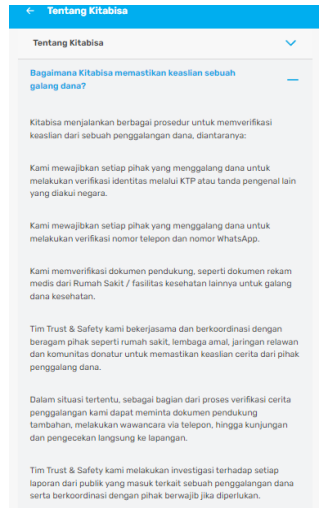 ← Tentang Kitabisa
Tentang Kitabisa
Bagaimana Kitabisa memastikan keaslian sebuah
galang dana?
Kitabisa menjalankan berbagai prosedur untuk memverifikasi
keaslian dari sebuah penggalangan dana, diantaranya:
Kami mewajibkan setiap pihak yang menggalang dana untuk
melakukan verifikasi identitas melalui KTP atau tanda pengenal lain
yang diakui negara.
Kami mewajibkan setiap pihak yang menggalang dana untuk
melakukan verifikasi nomor telepon dan nomor WhatsApp.
Kami memverifikasi dokumen pendukung, seperti dokumen rekam
medis dari Rumah Sakit / fasilitas kesehatan lainnya untuk galang
dana kesehatan.
Tim Trust & Safety kami bekerjasama dan berkoordinasi dengan
beragam pihak seperti rumah sakit, lembaga amal, jaringan relawan
dan komunitas donatur untuk memastikan keaslian cerita dari pihak
penggalang dana.
Dalam situasi tertentu, sebagai bagian dari proses verifikasi cerita
penggalangan kami dapat meminta dokumen pendukung
tambahan, melakukan wawancara via telepon, hingga kunjungan
dan pengecekan langsung ke lapangan.
Tim Trust & Safety kami melakukan investigasi terhadap setiap
laporan dari publik yang masuk terkait sebuah penggalangan dana
serta berkoordinasi dengan pihak berwajib jika diperlukan.